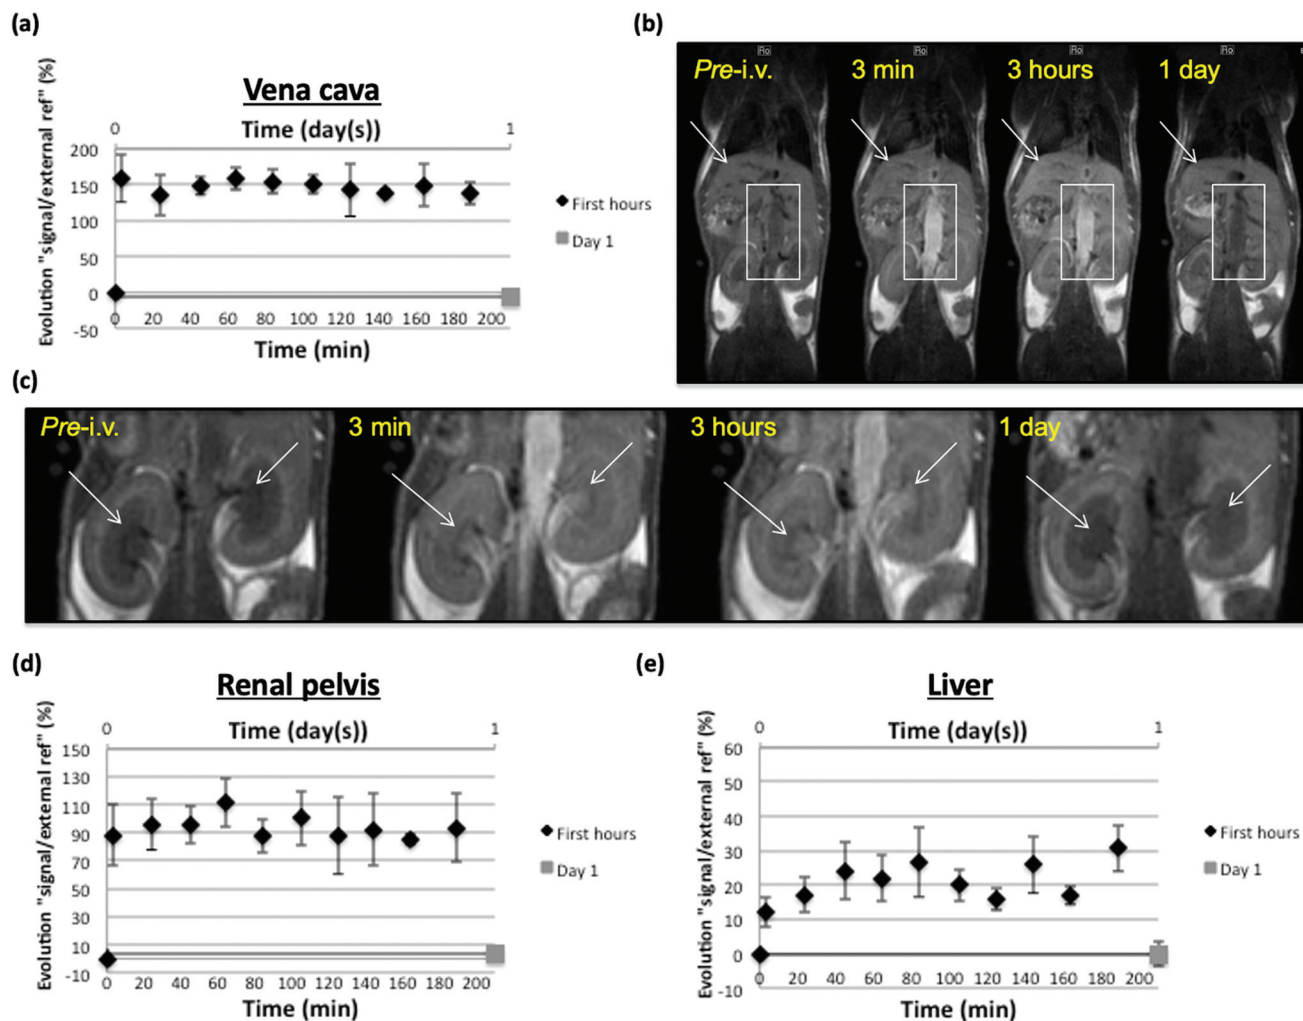 (a)
Vena cava
Time (day(s))
0 1
Evolution "signal/external ref" (%)
200
150
100
50
0
-50
0 20 40 60 80 100 120 140 160 180 200
Time (min)
First hours
Day 1
(b)
Ro Ro Ro Ro
Pre-i.v. 3 min 3 hours 1 day
(c)
Pre-i.v. 3 min 3 hours 1 day
(d)
Renal pelvis
Time (day(s))
0 1
Evolution "signal/external ref" (%)
150
130
110
90
70
50
30
10
-10
0 20 40 60 80 100 120 140 160 180 200
Time (min)
First hours
Day 1
(e)
Liver
Time (day(s))
0 1
Evolution "signal/external ref" (%)
60
50
40
30
20
10
0
-10
0 20 40 60 80 100 120 140 160 180 200
Time (min)
First hours
Day 1